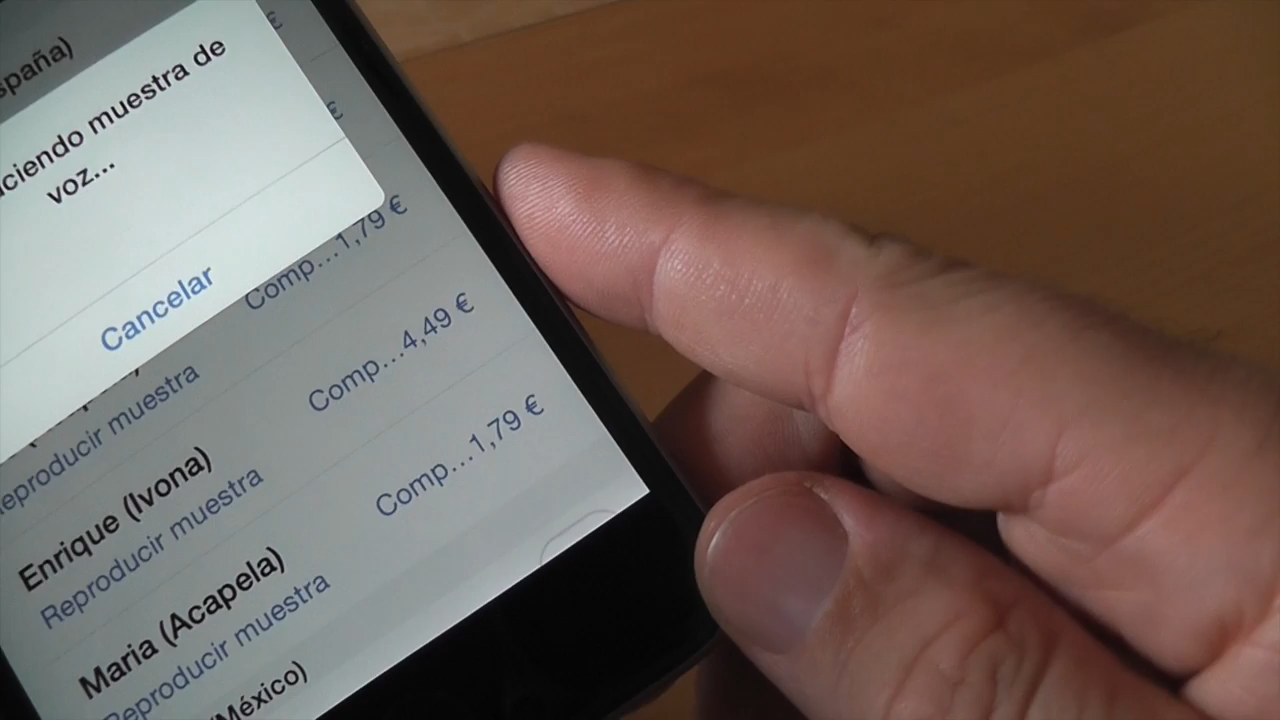 spaña)
ciendo muestra de
voz...
Cancelar
€
€
Comp...1,79 €
eproducir muestra
Comp...4,49 €
Enrique (Ivona)
Reproducir muestra
Comp...1,79 €
Maria (Acapela)
Reproducir muestra
(México)